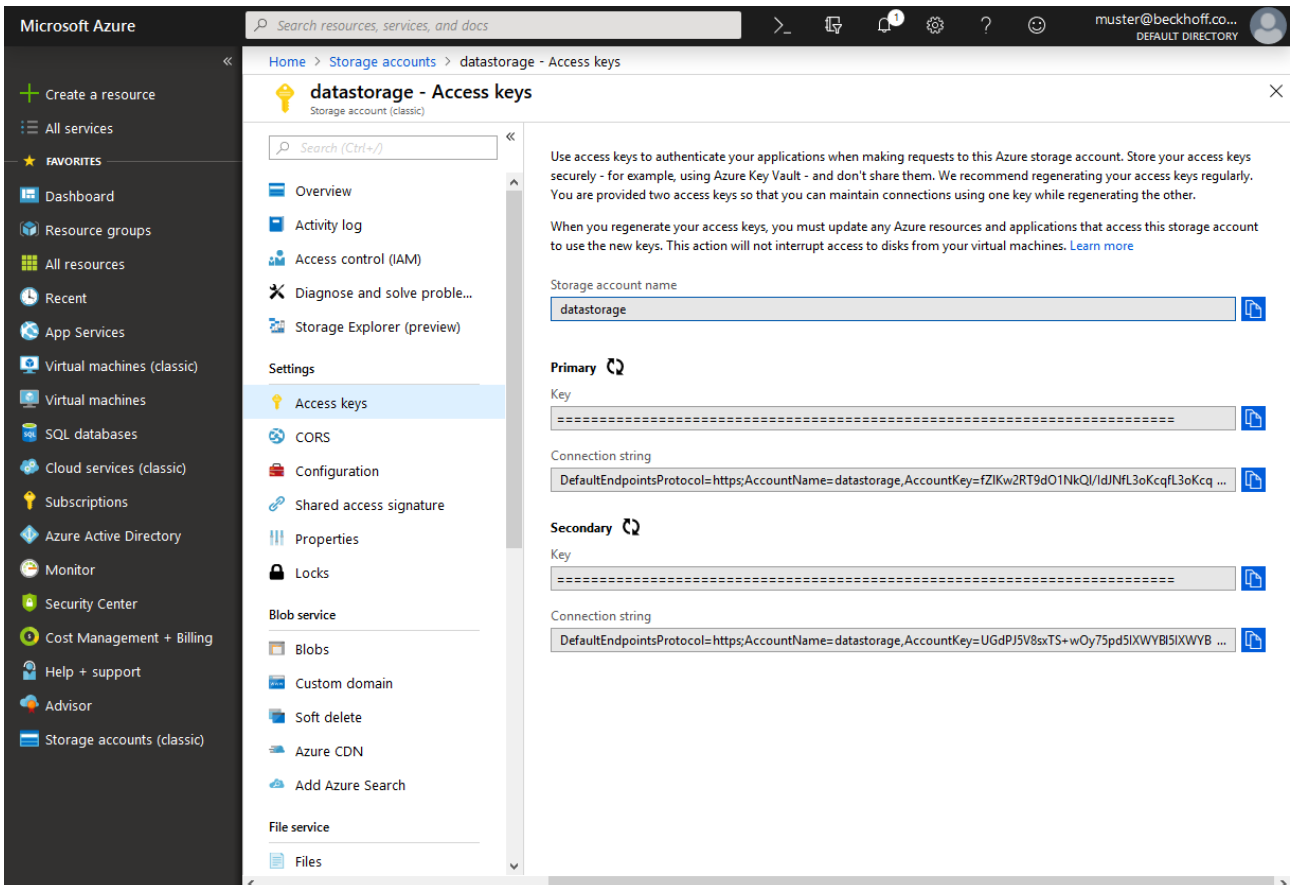 Microsoft Azure
Search resources, services, and docs
1
muster@beckhoff.co...
DEFAULT DIRECTORY
Create a resource
All services
FAVORITES
Dashboard
Resource groups
All resources
Recent
App Services
Virtual machines (classic)
Virtual machines
SQL databases
Cloud services (classic)
Subscriptions
Azure Active Directory
Monitor
Security Center
Cost Management + Billing
Help + support
Advisor
Storage accounts (classic)
Home > Storage accounts > datastorage - Access keys
datastorage - Access keys
Storage account (classic)
Search (Ctrl+/)
Overview
Activity log
Access control (IAM)
Diagnose and solve proble...
Storage Explorer (preview)
Settings
Access keys
CORS
Configuration
Shared access signature
Properties
Locks
Blob service
Blobs
Custom domain
Soft delete
Azure CDN
Add Azure Search
File service
Files
Use access keys to authenticate your applications when making requests to this Azure storage account. Store your access keys
securely - for example, using Azure Key Vault - and don't share them. We recommend regenerating your access keys regularly.
You are provided two access keys so that you can maintain connections using one key while regenerating the other.
When you regenerate your access keys, you must update any Azure resources and applications that access this storage account
to use the new keys. This action will not interrupt access to disks from your virtual machines. Learn more
Storage account name
datastorage
Primary
Key
==========================================================================
Connection string
DefaultEndpointsProtocol=https;AccountName=datastorage,AccountKey=fZIKw2RT9dO1NkQI/IdJNfL3oKcqfL3oKcq ...
Secondary
Key
==========================================================================
Connection string
DefaultEndpointsProtocol=https;AccountName=datastorage,AccountKey=UGdPJ5V8sxTS+wOy75pd5IXWYBI5IXWYB ...